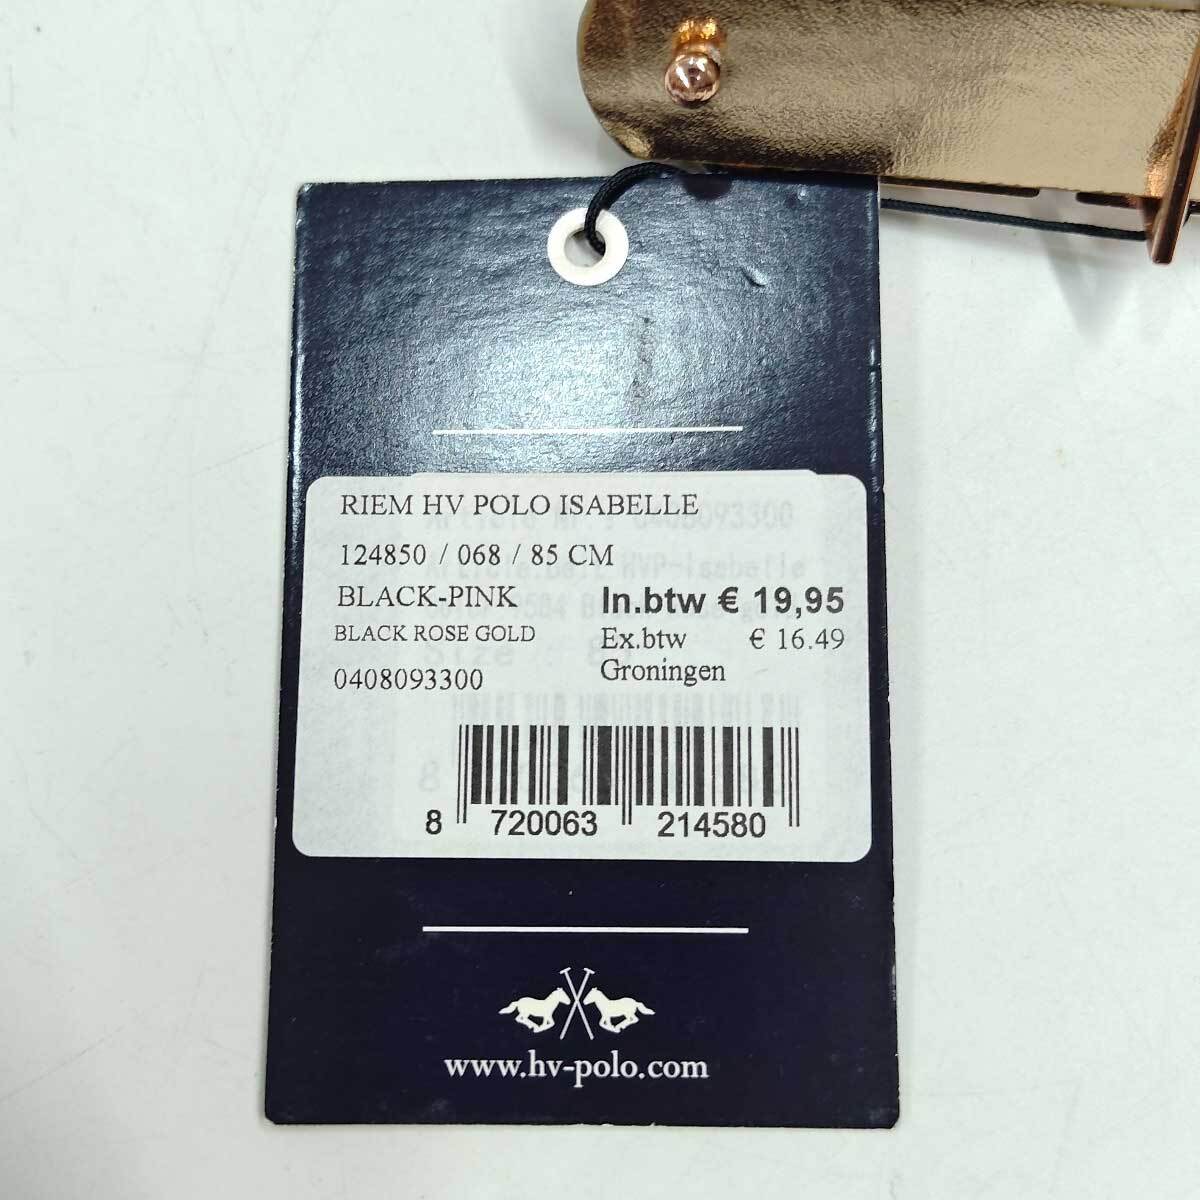 RIEM HV POLO ISABELLE
124850 / 068 / 85 CM
BLACK-PINK
In.btw € 19,95
BLACK ROSE GOLD
Ex.btw € 16.49
Groningen
0408093300
8 720063 214580
www.hv-polo.com